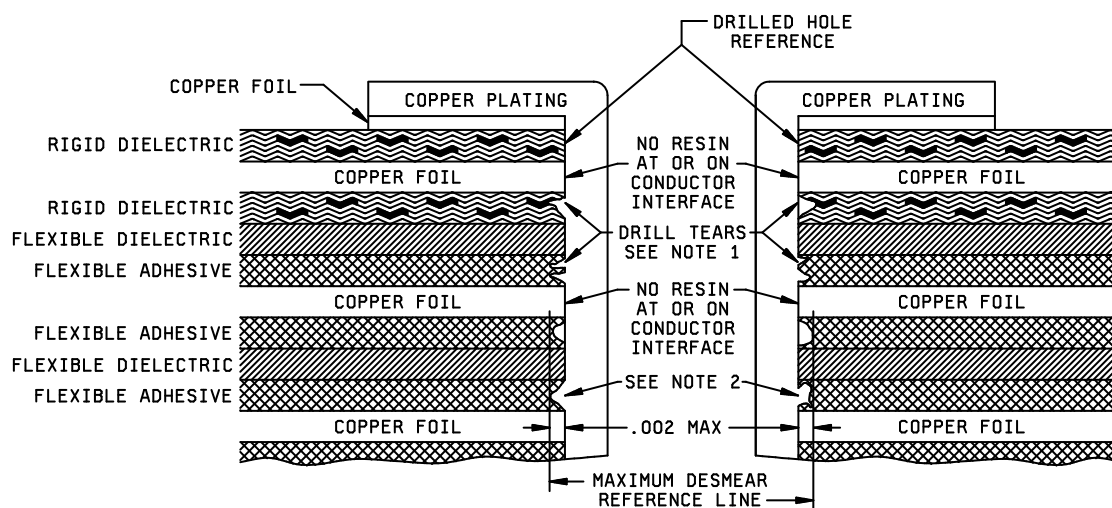 DRILLED HOLE
REFERENCE
COPPER FOIL
COPPER PLATING
COPPER PLATING
RIGID DIELECTRIC
NO RESIN
AT OR ON
CONDUCTOR
INTERFACE
COPPER FOIL
COPPER FOIL
RIGID DIELECTRIC
FLEXIBLE DIELECTRIC
DRILL TEARS
SEE NOTE 1
FLEXIBLE ADHESIVE
NO RESIN
AT OR ON
CONDUCTOR
INTERFACE
COPPER FOIL
COPPER FOIL
FLEXIBLE ADHESIVE
FLEXIBLE DIELECTRIC
SEE NOTE 2
FLEXIBLE ADHESIVE
COPPER FOIL
.002 MAX
COPPER FOIL
MAXIMUM DESMEAR
REFERENCE LINE